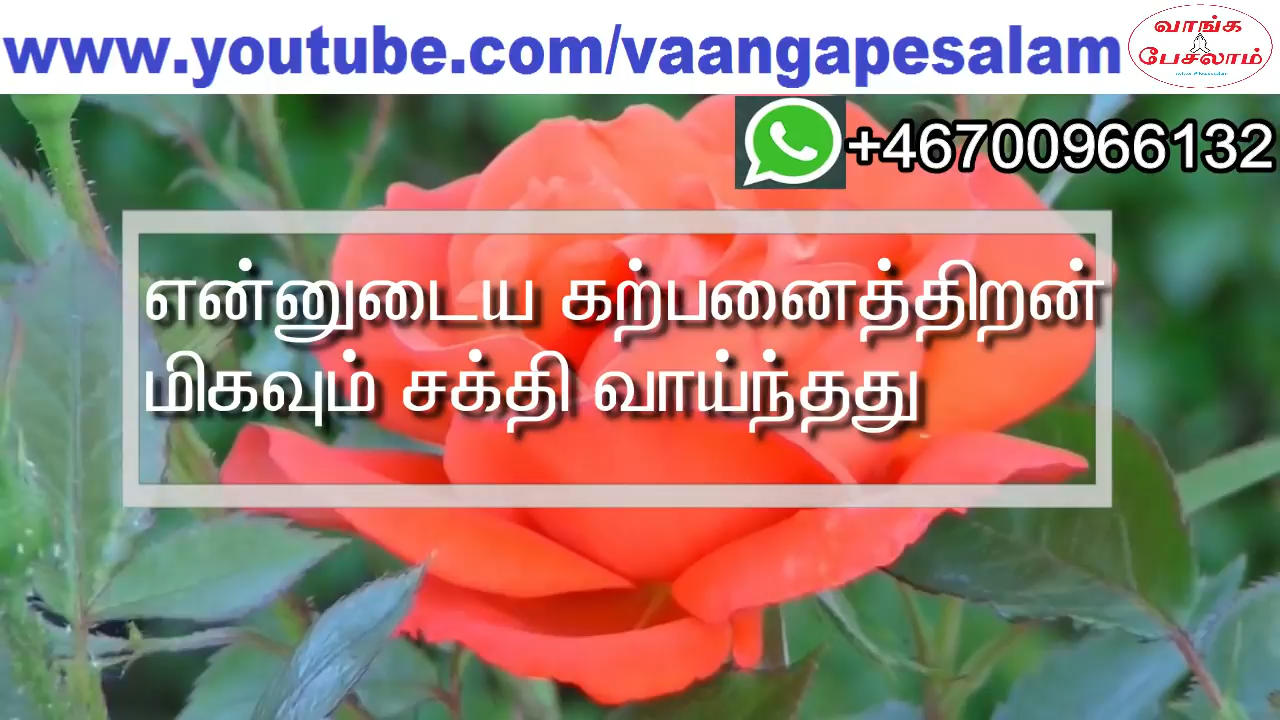 www.youtube.com/vaangapesalam
வாங்க
பேசலாம்
+46700966132
என்னுடைய கற்பனைத்திறன்
மிகவும் சக்தி வாய்ந்தது